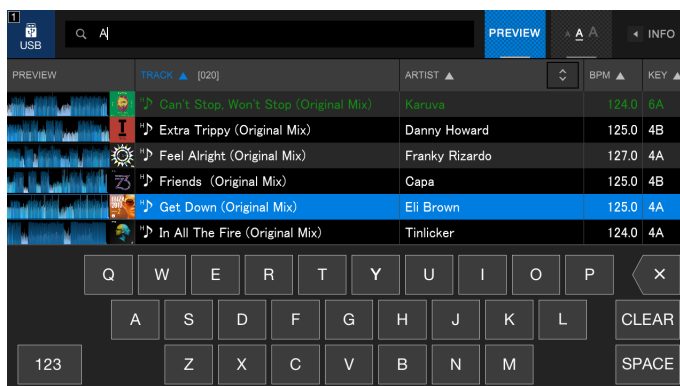 1
USB
A
PREVIEW
A A A
INFO
PREVIEW TRACK ▲ [020] ARTIST ▲ BPM ▲ KEY ▲
Can't Stop, Won't Stop (Original Mix) Karuva 124.0 6A
Extra Trippy (Original Mix) Danny Howard 125.0 4B
Feel Alright (Original Mix) Franky Rizardo 127.0 4A
Friends (Original Mix) Capa 125.0 4B
Get Down (Original Mix) Eli Brown 125.0 4A
In All The Fire (Original Mix) Tinlicker 124.0 4A
Q W E R T Y U I O P ×
A S D F G H J K L CLEAR
123 Z X C V B N M SPACE